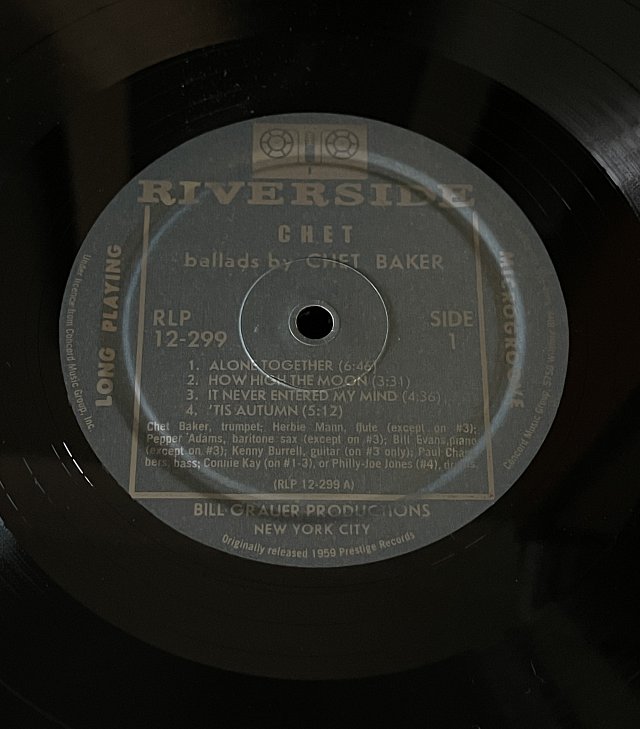 RIVERSIDE
CHET
ballads by CHET BAKER
RLP
12-299
SIDE
1
LONG PLAYING
MICROGROOVE
1. ALONE TOGETHER (6:46)
2. HOW HIGH THE MOON (3:31)
3. IT NEVER ENTERED MY MIND (4:36)
4. 'TIS AUTUMN (5:12)
Chet Baker, trumpet; Herbie Mann, flute (except on #3);
Pepper Adams, baritone sax (except on #3); Bill Evans, piano
(except on #3); Kenny Burrell, guitar (on #3 only); Paul Cham-
bers, bass; Connie Kay (on #1-3), or Philly-Joe Jones (#4), drums.
(RLP 12-299 A)
BILL GRAUER PRODUCTIONS
NEW YORK CITY
Originally released 1959 Prestige Records
Under licence from Concord Music Group, Inc.
Concord Music Group